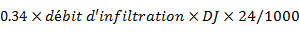 0.34 × débit d'infiltration × DJ × 24/1000